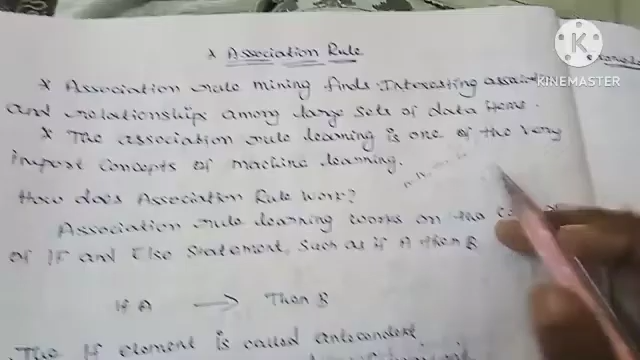 * Association Rule
* Association rule mining finds Interesting
and relationships among large sets of data items.
* The association rule learning is one of the very
import concepts of machine learning.
How does Association Rule work?
Association rule learning works on the
of If and Else Statement, such as if A then B
If A → Then B
The If element is called antecendent
K
KINEMASTER